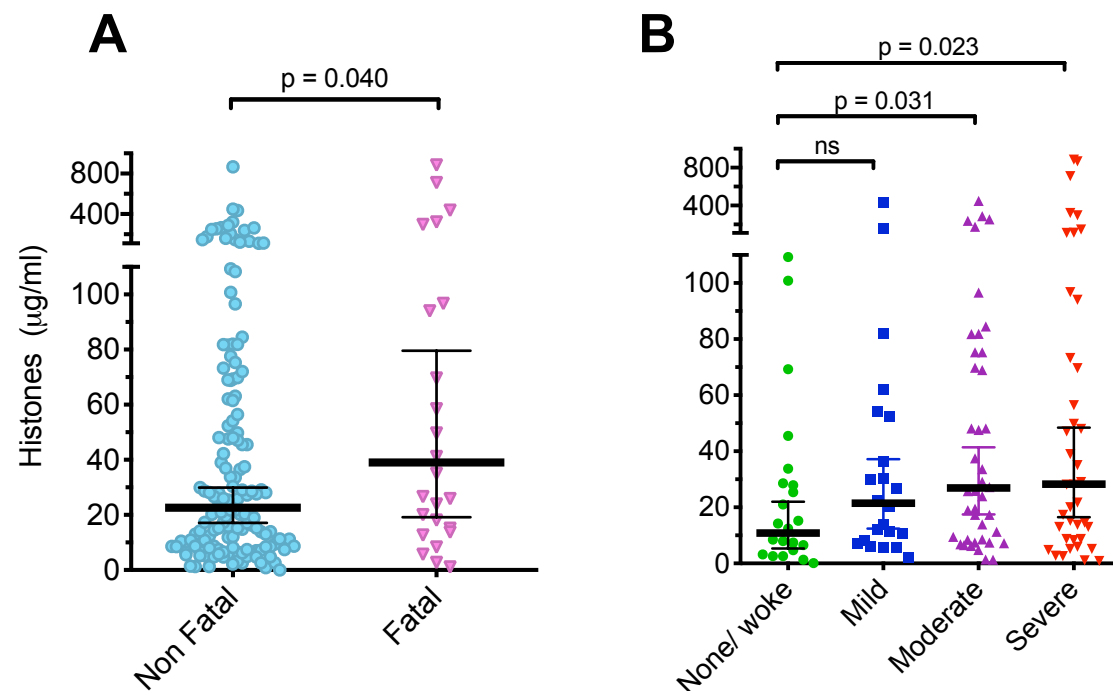 A
p = 0.040
800
400
100
80
60
40
20
0
Histones (μg/ml)
Non Fatal
Fatal
B
p = 0.023
p = 0.031
ns
800
400
100
80
60
40
20
0
None/ woke
Mild
Moderate
Severe